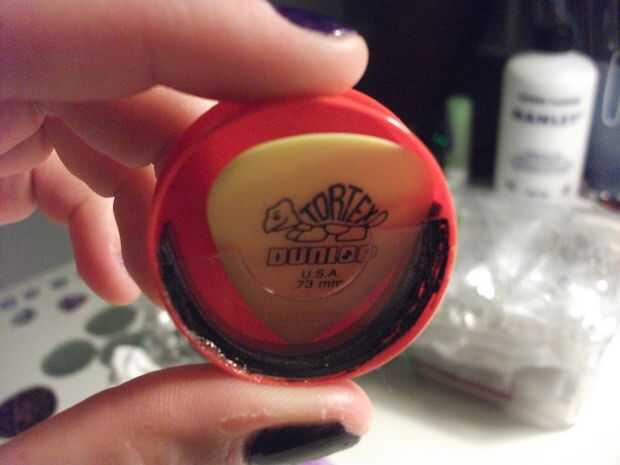 TORTEX
DUNLOP
U.S.A.
73 mm